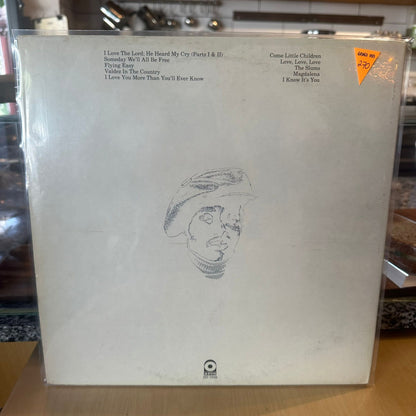 I Love The Lord; He Heard My Cry (Parts I & II)
Someday We'll All Be Free
Flying Easy
Valdez In The Country
I Love You More Than You'll Ever Know
Come Little Children
Love, Love, Love
The Slums
Magdalena
I Know It's You
270